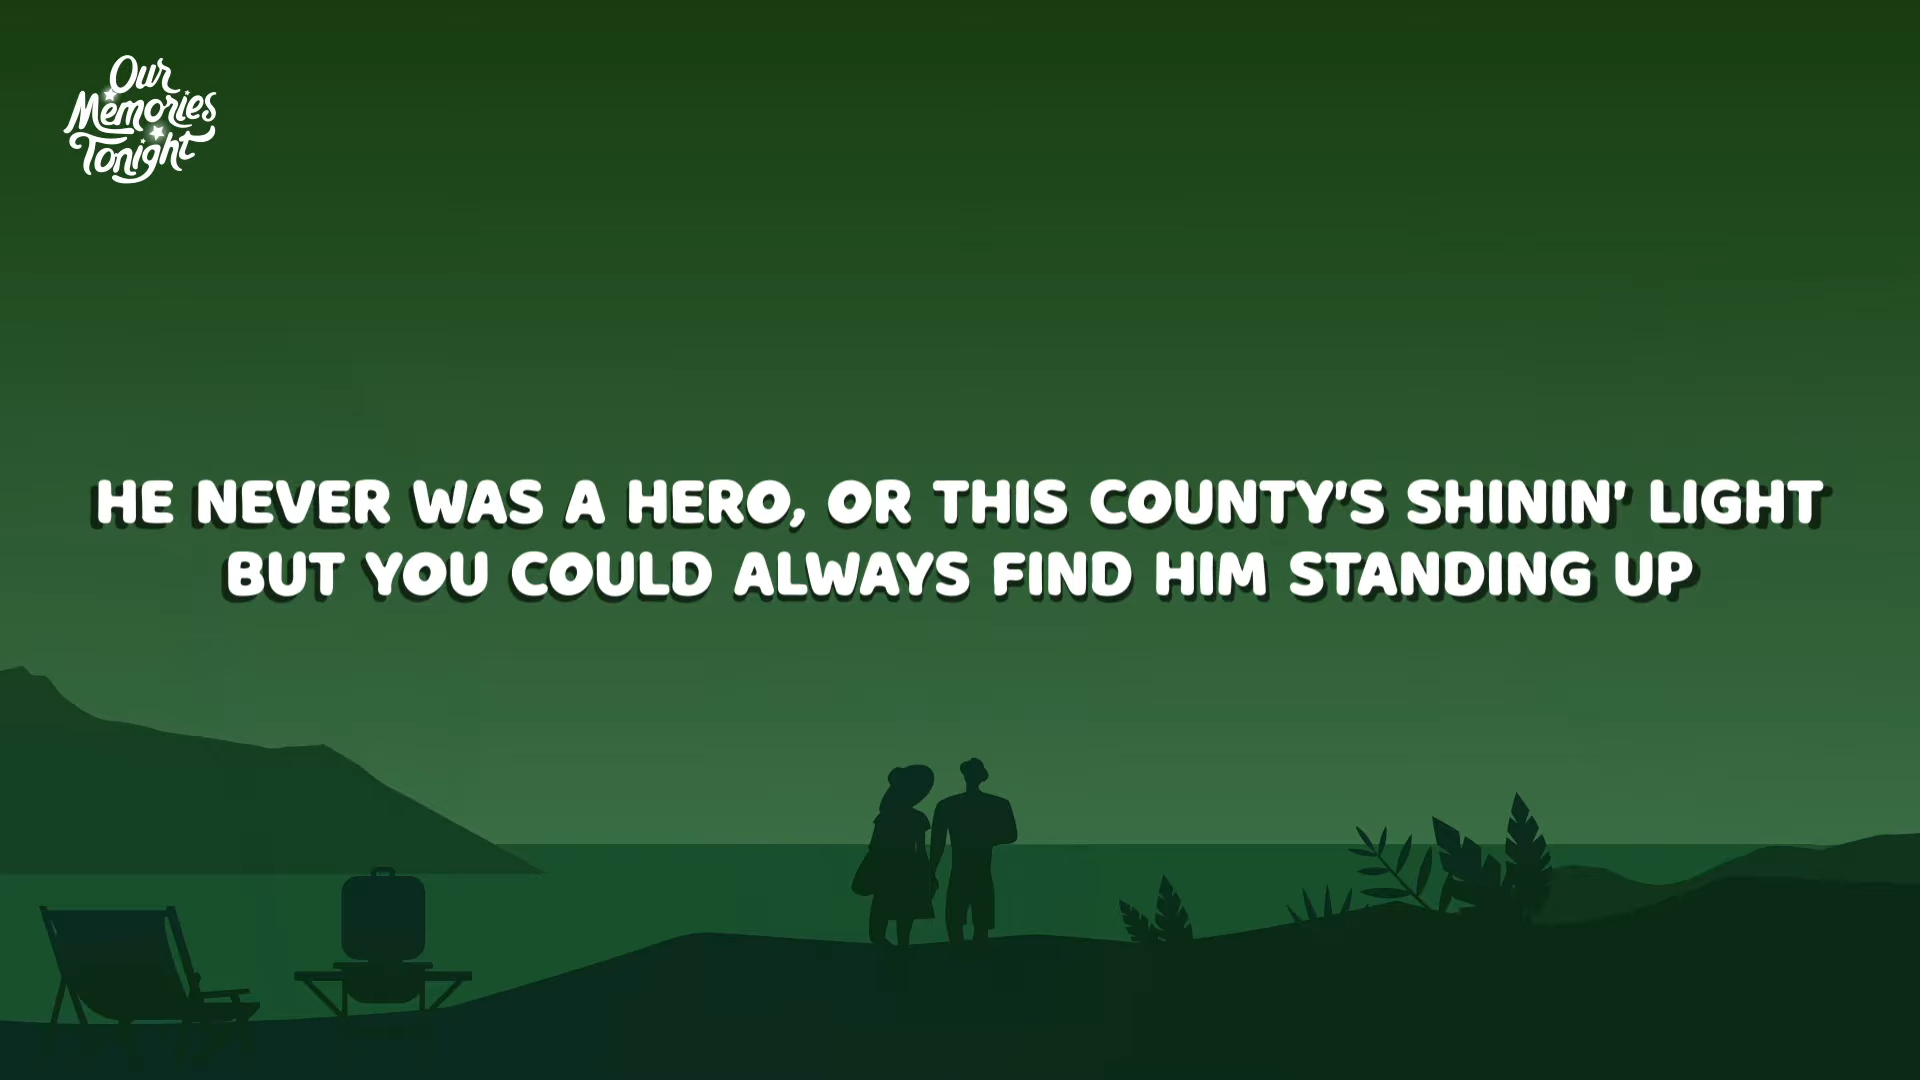 Our
Memories
Tonight
HE NEVER WAS A HERO, OR THIS COUNTY'S SHININ' LIGHT
BUT YOU COULD ALWAYS FIND HIM STANDING UP